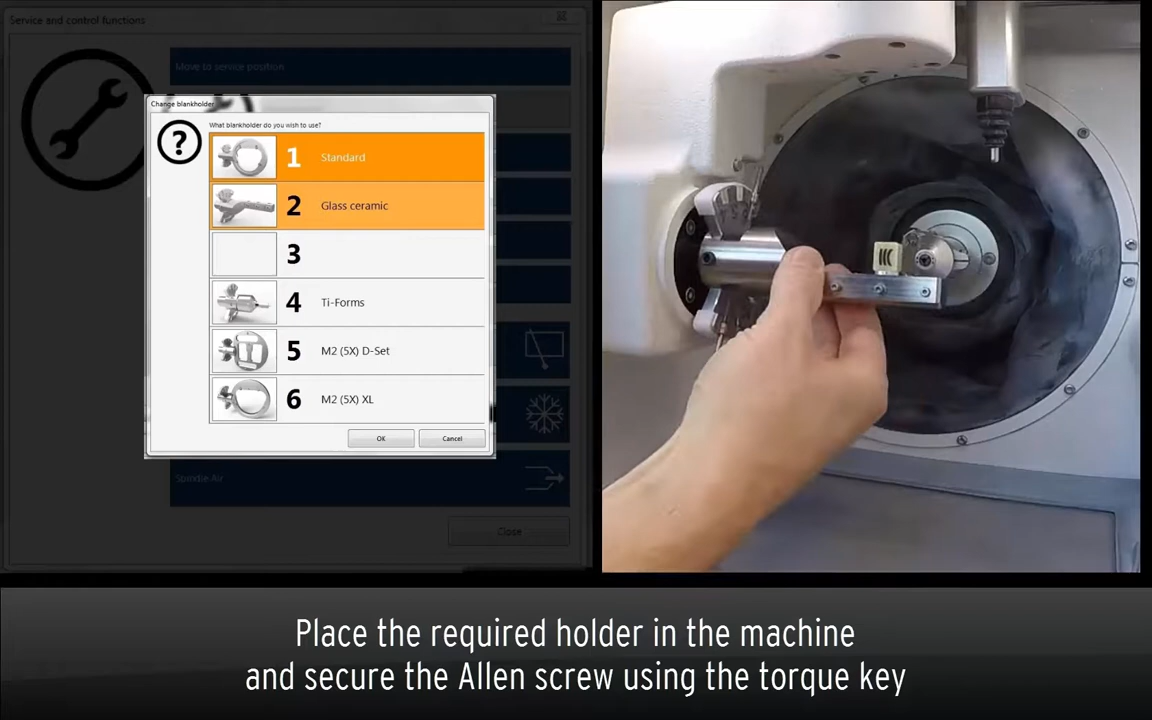 Service and control functions
Move to service position
Change blankholder
What blankholder do you wish to use?
1 Standard
2 Glass ceramic
3
4 Ti-Forms
5 M2 (5X) D-Set
6 M2 (5X) XL
OK Cancel
Spindle Air
Close
Place the required holder in the machine
and secure the Allen screw using the torque key